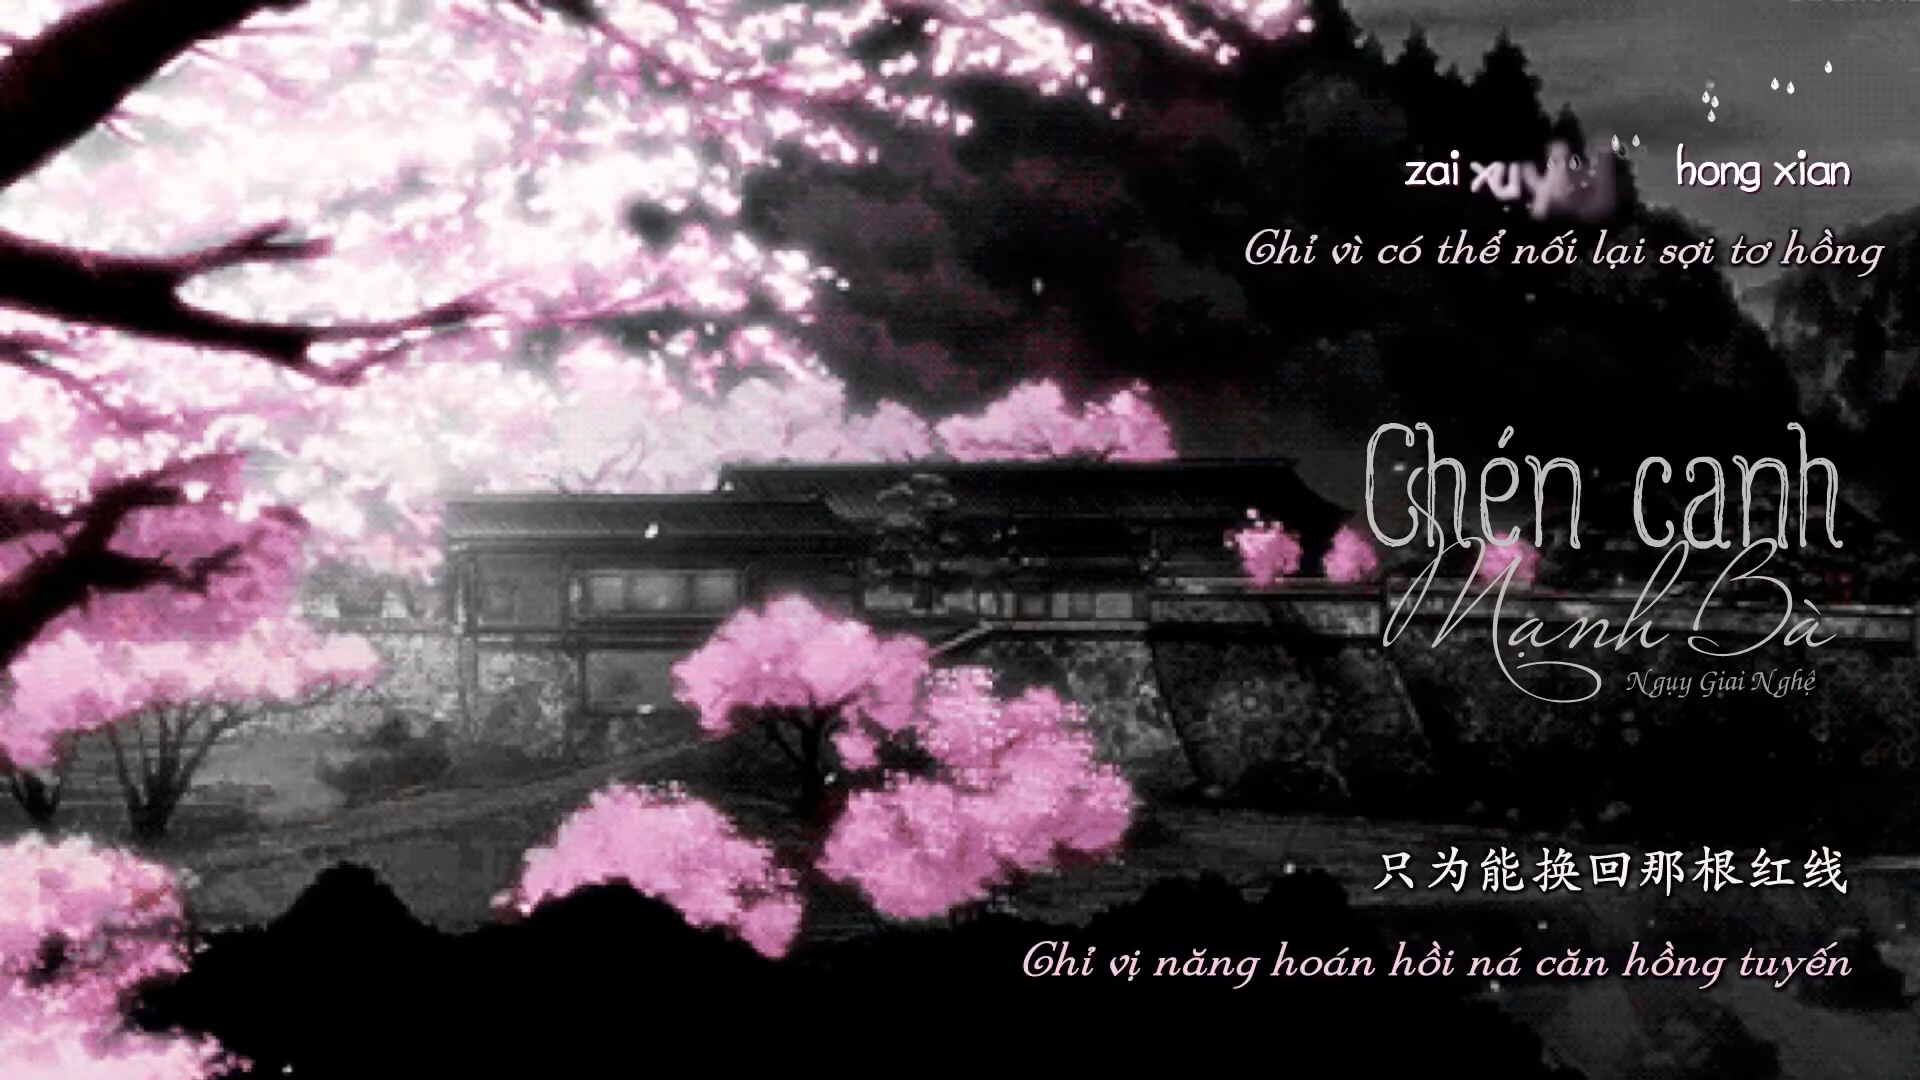 zai hong xian
Chỉ vì có thể nối lại sợi tơ hồng
Chén canh
Mạnh Bà
Ngụy Giai Nghệ
只为能换回那根红线
Chỉ vị năng hoán hồi ná căn hồng tuyến